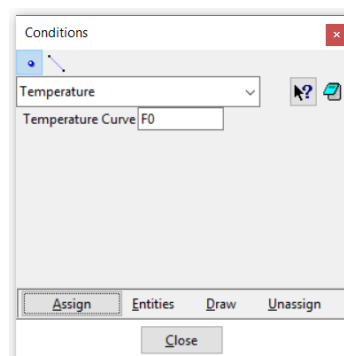 Conditions
Temperature
Temperature Curve F0
Assign Entities Draw Unassign
Close